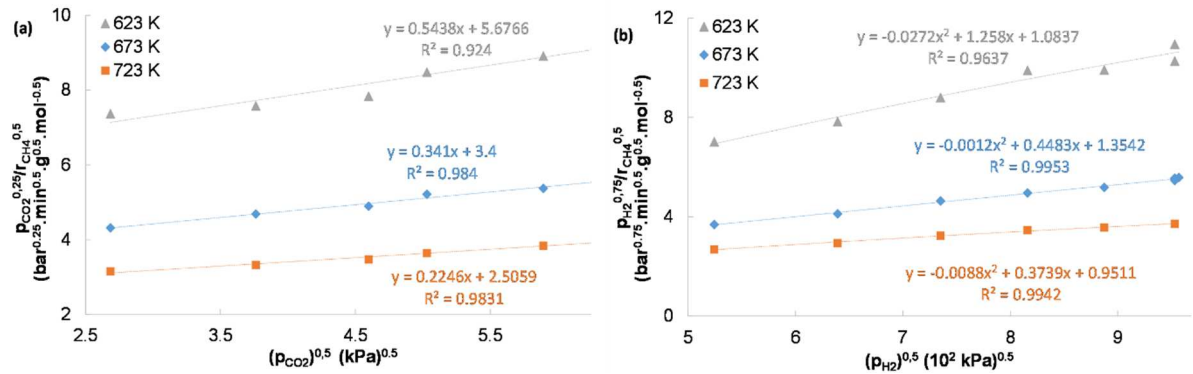 (a)
623 K
673 K
723 K
y = 0.5438x + 5.6766
R² = 0.924
y = 0.341x + 3.4
R² = 0.984
y = 0.2246x + 2.5059
R² = 0.9831
10
8
6
4
2
2.5
3.5
4.5
5.5
p_CO2^0,25/r_CH4^0,5
(bar^0.25.min^0.5.g^0.5.mol^-0.5)
(p_CO2)^0,5 (kPa)^0.5
(b)
623 K
673 K
723 K
y = -0.0272x² + 1.258x + 1.0837
R² = 0.9637
y = -0.0012x² + 0.4483x + 1.3542
R² = 0.9953
y = -0.0088x² + 0.3739x + 0.9511
R² = 0.9942
12
8
4
0
5
6
7
8
9
p_H2^0,75/r_CH4^0,5
(bar^0.75.min^0.5.g^0.5.mol^-0.5)
(p_H2)^0,5 (10² kPa)^0.5